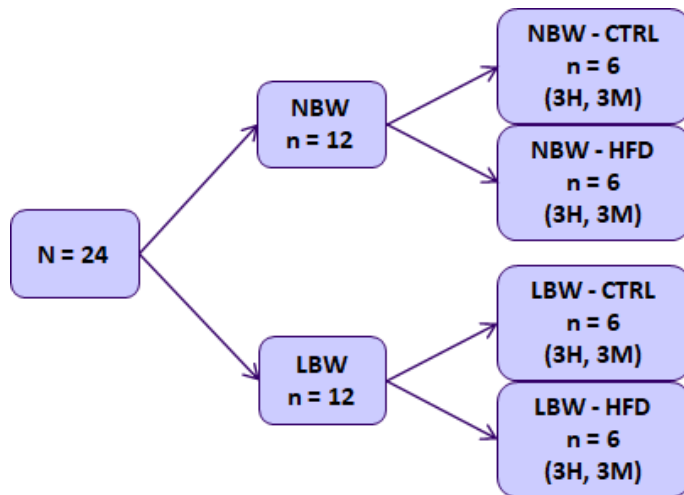 N = 24
NBW
n = 12
LBW
n = 12
NBW - CTRL
n = 6
(3H, 3M)
NBW - HFD
n = 6
(3H, 3M)
LBW - CTRL
n = 6
(3H, 3M)
LBW - HFD
n = 6
(3H, 3M)